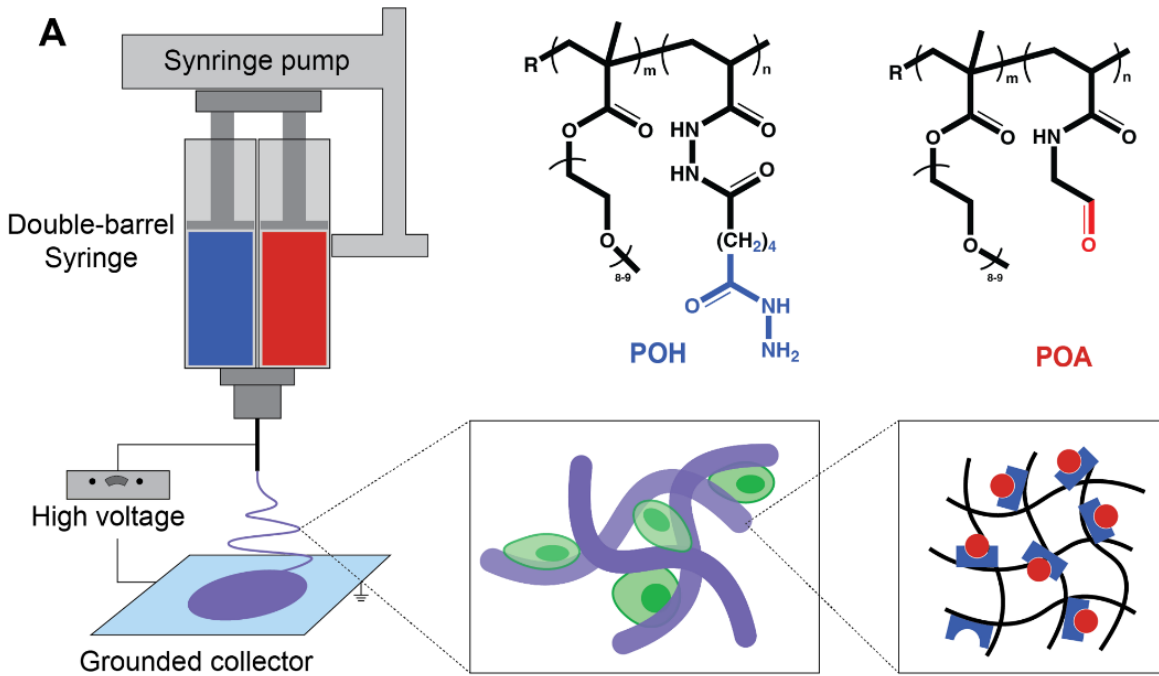 A
Synringe pump
Double-barrel
Syringe
High voltage
Grounded collector
R
m
n
O
O
HN
O
HN
O
(CH2)4
O
8-9
O
NH
NH2
POH
R
m
n
O
O
HN
O
O
O
8-9
POA